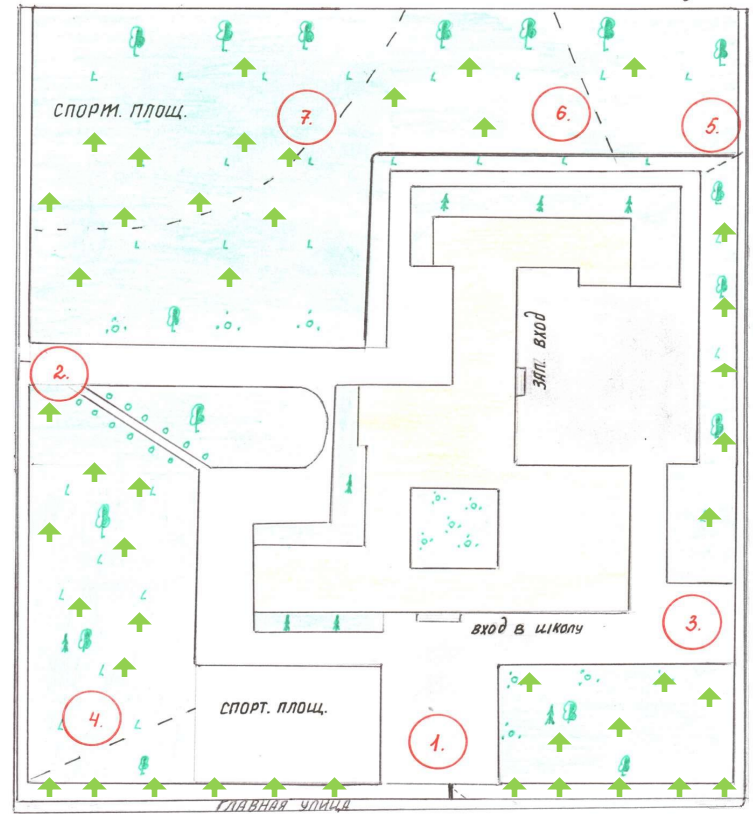 СПОРТ. ПЛОЩ.
7.
6.
5.
ЗАП. ВХОД
2.
ВХОД В ШКОЛУ
3.
СПОРТ. ПЛОЩ.
4.
1.
ГЛАВНАЯ УЛИЦА